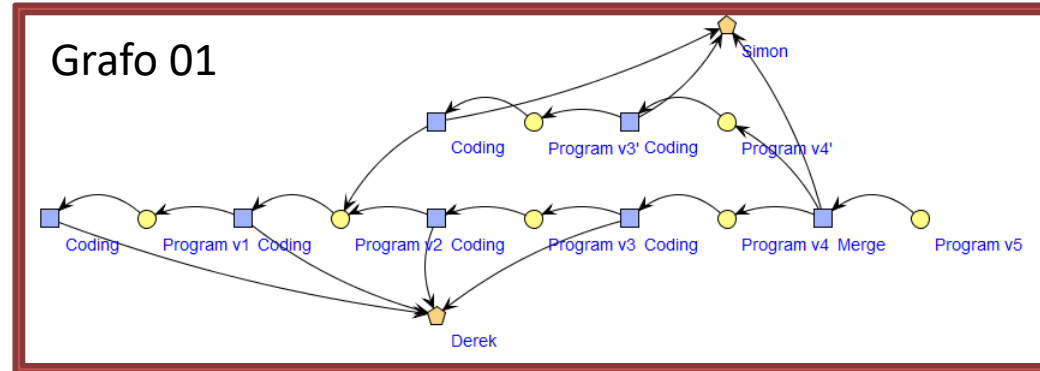 Grafo 01
Simon
Coding Program v3' Coding Program v4'
Coding Program v1 Coding Program v2 Coding Program v3 Coding Program v4 Merge Program v5
Derek